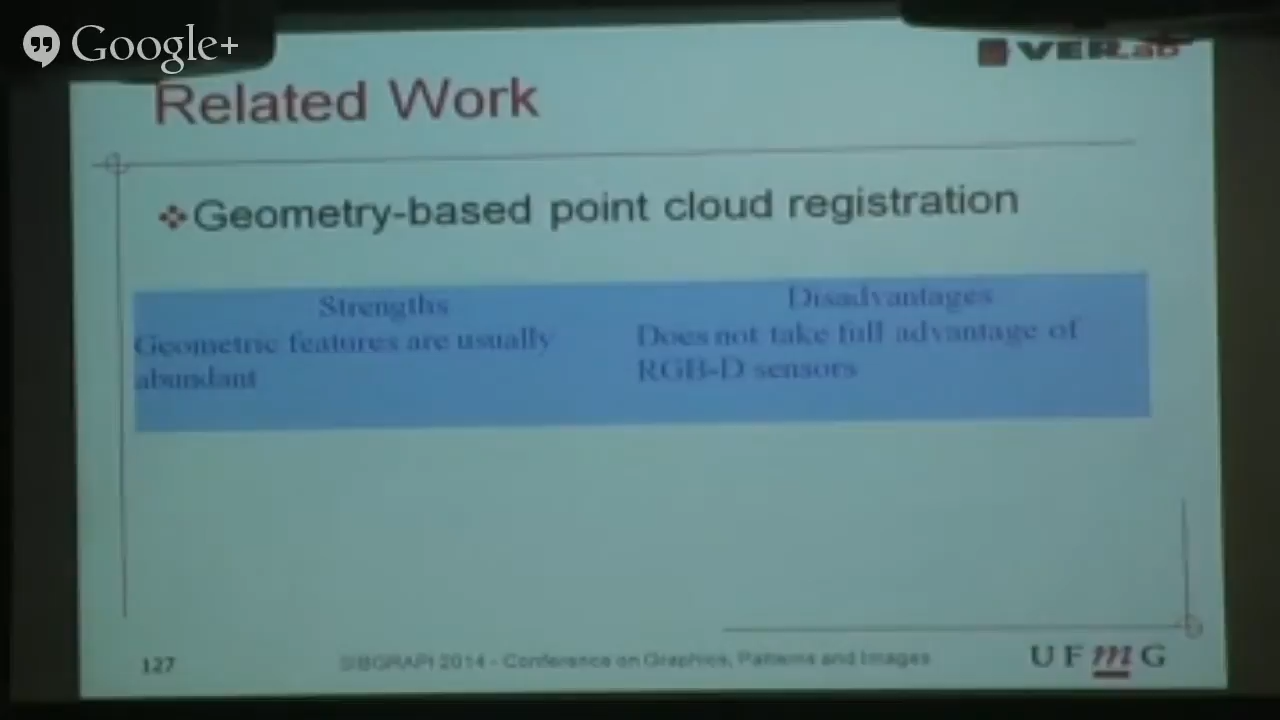 Google+
VERLab
Related Work
Geometry-based point cloud registration
Strengths
Disadvantages
Geometric features are usually
abundant
Does not take full advantage of
RGB-D sensors
127
SIBGRAPI 2014 - Conference on Graphics, Patterns and Images
UFmG